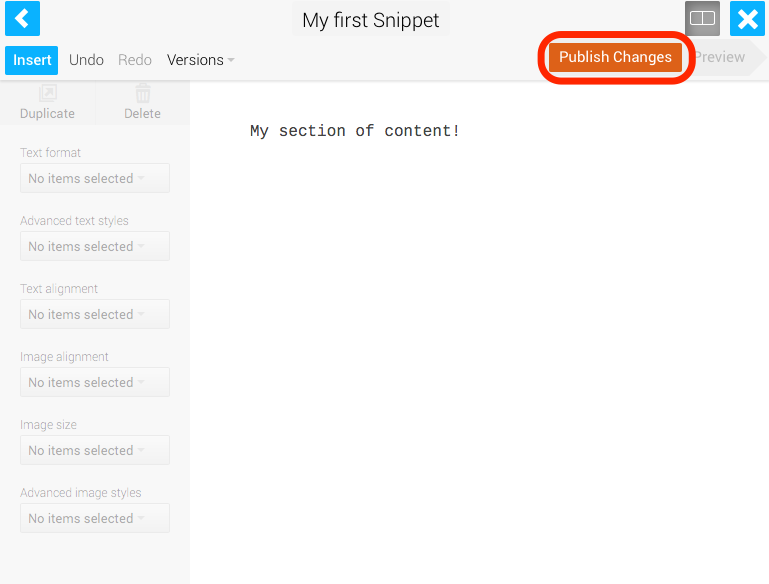 My first Snippet
Insert Undo Redo Versions
Publish Changes
Preview
Duplicate
Delete
My section of content!
Text format
No items selected
Advanced text styles
No items selected
Text alignment
No items selected
Image alignment
No items selected
Image size
No items selected
Advanced image styles
No items selected